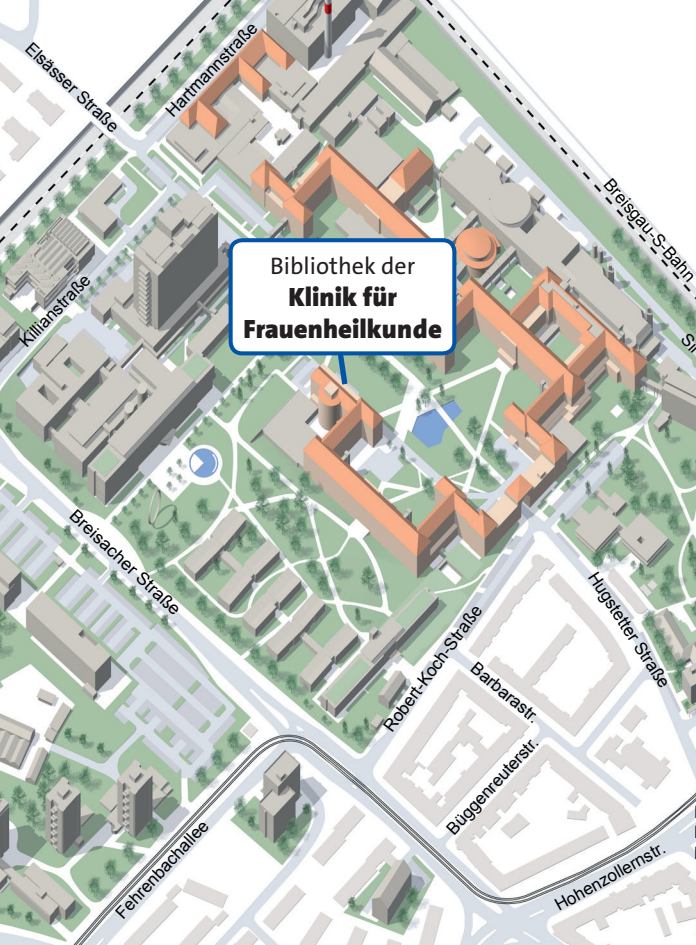 Elsässer Straße
Hartmannstraße
Breisgau-S-Bahn
Killianstraße
Bibliothek der
Klinik für
Frauenheilkunde
Breisacher Straße
Hugstetter Straße
Robert-Koch-Straße
Barbarastr.
Büggenreuterstr.
Fehrenbachallee
Hohenzollernstr.